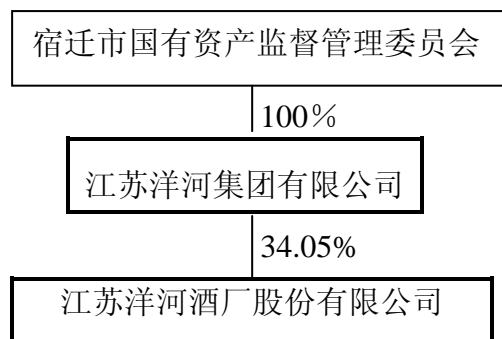 宿迁市国有资产监督管理委员会
100％
江苏洋河集团有限公司
34.05%
江苏洋河酒厂股份有限公司